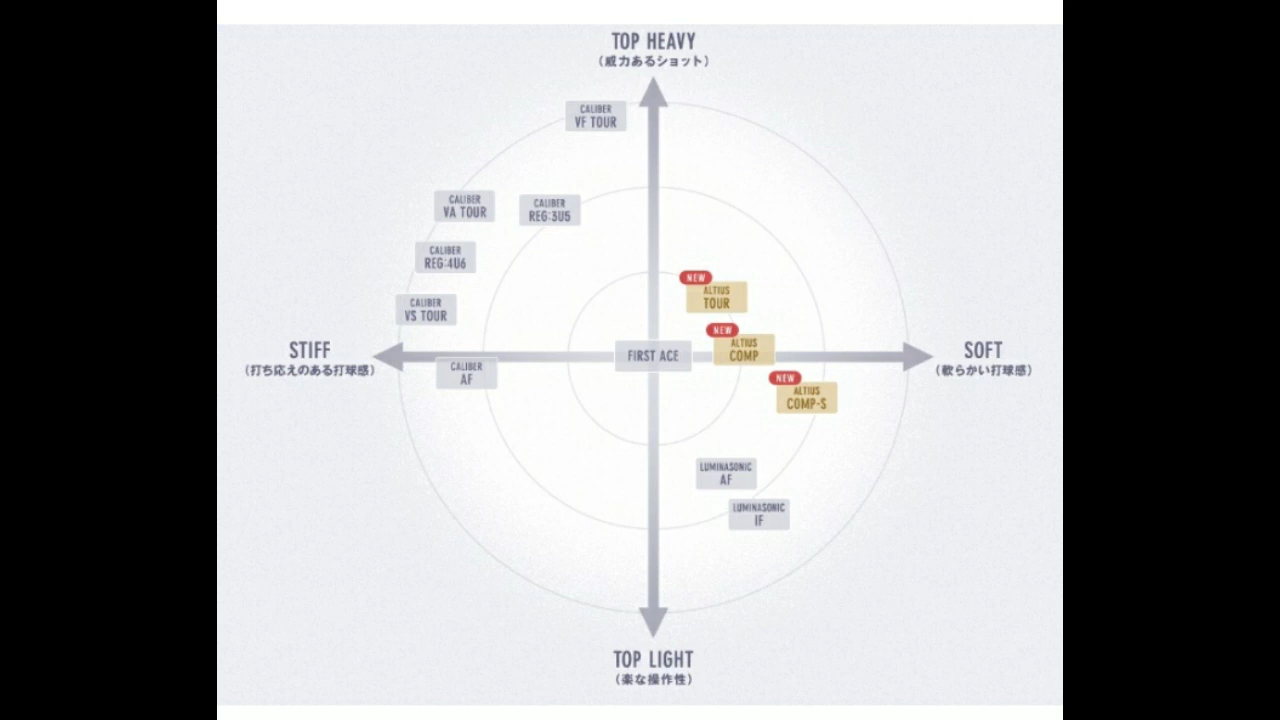 TOP HEAVY
（威力あるショット）
CALIBER
VF TOUR
CALIBER
VA TOUR
CALIBER
REG:3U5
CALIBER
REG:4U6
NEW
ALTIUS
TOUR
CALIBER
VS TOUR
NEW
ALTIUS
COMP
STIFF
（打ち応えのある打球感）
FIRST ACE
SOFT
（軟らかい打球感）
CALIBER
AF
NEW
ALTIUS
COMP-S
LUMINASONIC
AF
LUMINASONIC
IF
TOP LIGHT
（楽な操作性）